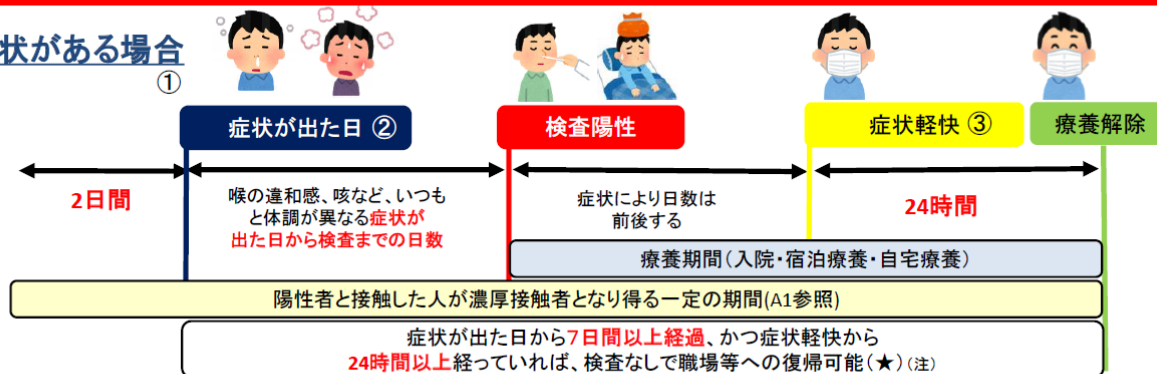 状がある場合
①
症状が出た日 ②
検査陽性
症状軽快 ③
療養解除
2日間
喉の違和感、咳など、いつも
と体調が異なる症状が
出た日から検査までの日数
症状により日数は
前後する
24時間
療養期間(入院・宿泊療養・自宅療養)
陽性者と接触した人が濃厚接触者となり得る一定の期間(A1参照)
症状が出た日から7日間以上経過、かつ症状軽快から
24時間以上経っていれば、検査なしで職場等への復帰可能(★)(注)